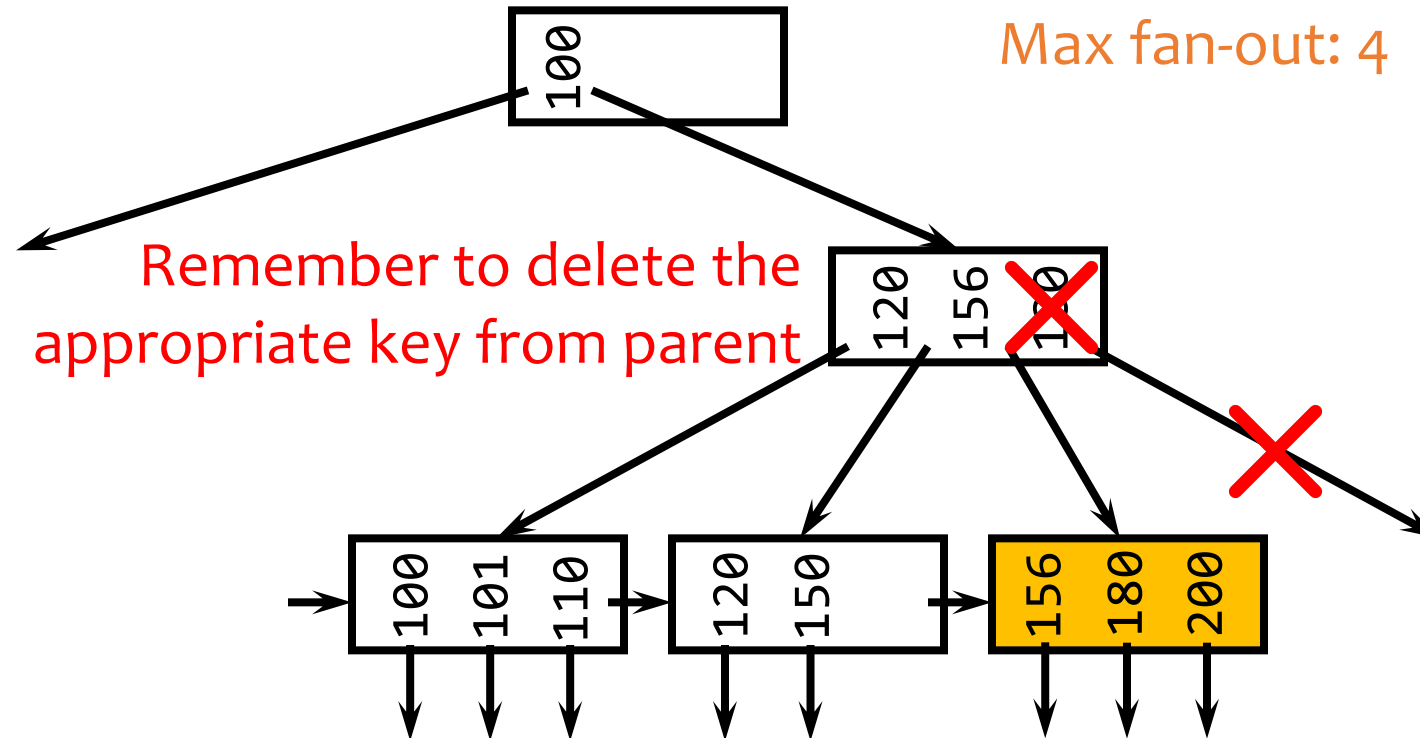 100
Max fan-out: 4
Remember to delete the
appropriate key from parent
120 156
100 101 110
120 150
156 180 200